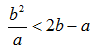 b²/a < 2b − a